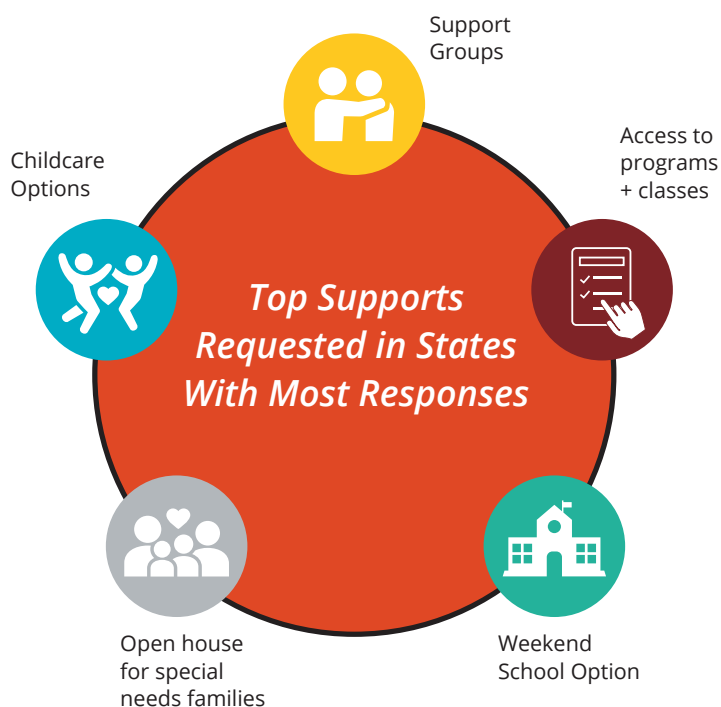 Support
Groups
Access to
programs
+ classes
Childcare
Options
Top Supports
Requested in States
With Most Responses
Open house
for special
needs families
Weekend
School Option